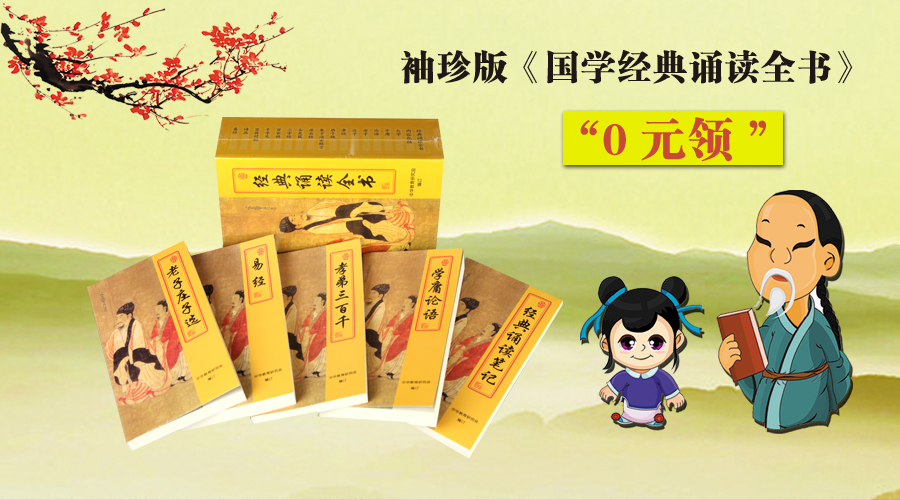 袖珍版《国学经典诵读全书》
“0 元领 ”
经典诵读全书
老子庄子选
易经
孝弟三百千
学庸论语
经典诵读笔记